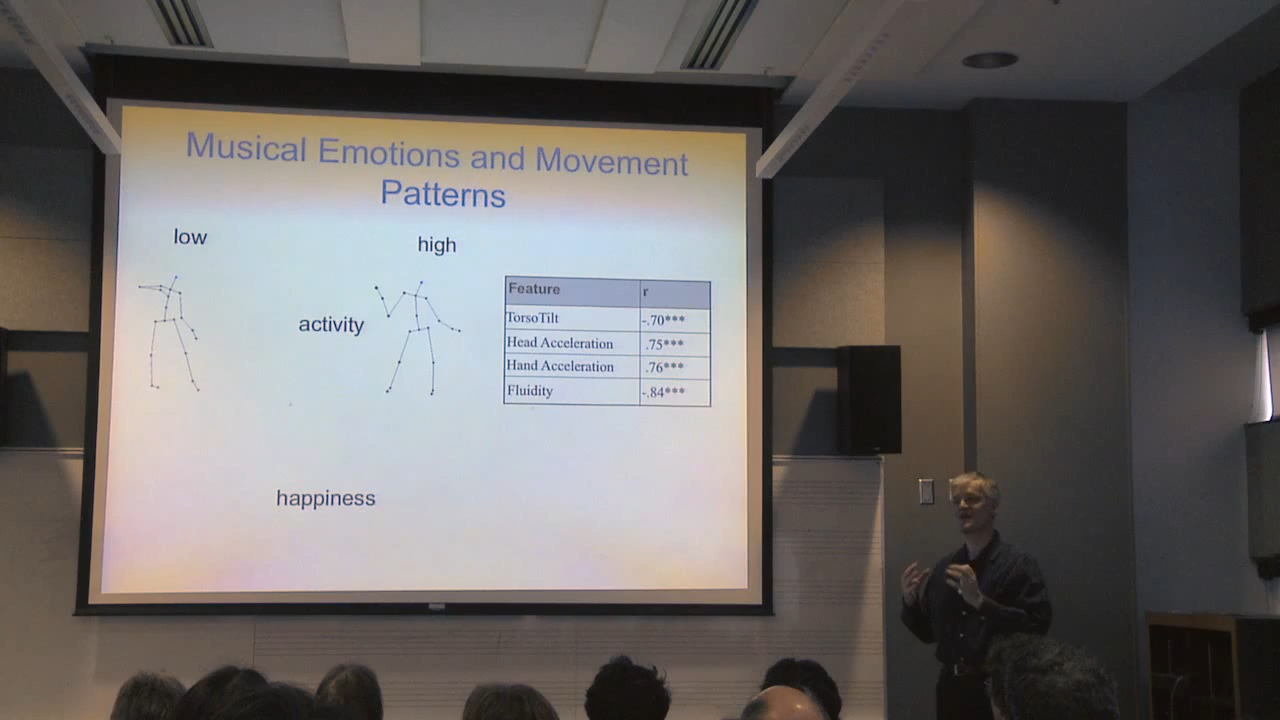 Musical Emotions and Movement
Patterns
low
high
activity
Feature r
TorsoTilt -.70***
Head Acceleration .75***
Hand Acceleration .76***
Fluidity -.84***
happiness